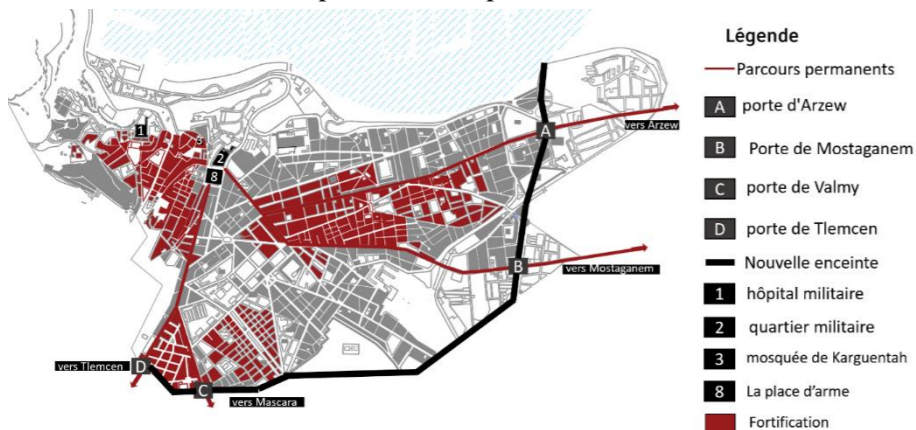 1
3
2
8
A
vers Arzew
B
vers Mostaganem
vers Tlemcen
D
C
vers Mascara
Légende
Parcours permanents
A porte d'Arzew
B Porte de Mostaganem
C porte de Valmy
D porte de Tlemcen
Nouvelle enceinte
1 hôpital militaire
2 quartier militaire
3 mosquée de Karguentah
8 La place d'arme
Fortification